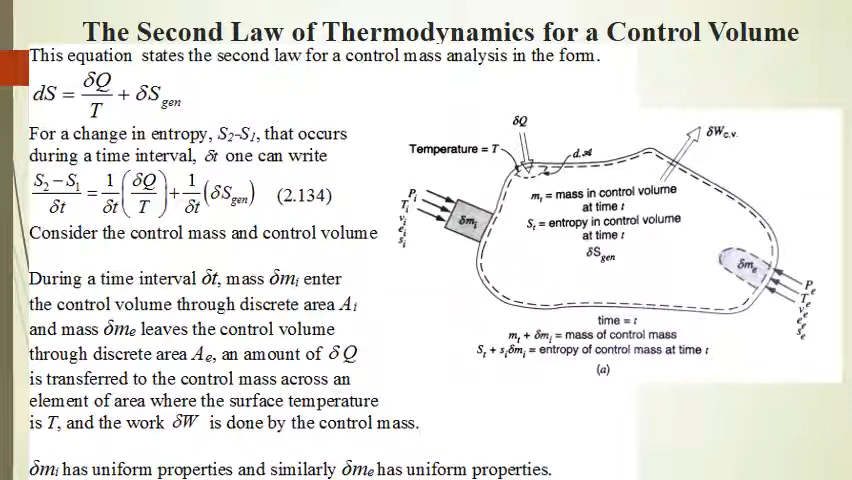 The Second Law of Thermodynamics for a Control Volume
This equation states the second law for a control mass analysis in the form.
dS = δQ/T + δS_gen
For a change in entropy, S₂-S₁, that occurs
during a time interval, δt one can write
(S₂ − S₁)/δt = 1/δt (δQ/T) + 1/δt (δS_gen) (2.134)
Consider the control mass and control volume
During a time interval δt, mass δmᵢ enter
the control volume through discrete area Aᵢ
and mass δmₑ leaves the control volume
through discrete area Aₑ, an amount of δQ
is transferred to the control mass across an
element of area where the surface temperature
is T, and the work δW is done by the control mass.
δmᵢ has uniform properties and similarly δmₑ has uniform properties.
δQ
δW_c.v.
Temperature = T
d𝒜
Pᵢ
Tᵢ
vᵢ
eᵢ
sᵢ
δmᵢ
mₜ = mass in control volume
at time t
Sₜ = entropy in control volume
at time t
δS_gen
δmₑ
Pₑ
Tₑ
vₑ
eₑ
sₑ
time = t
mₜ + δmᵢ = mass of control mass
Sₜ + sᵢδmᵢ = entropy of control mass at time t
(a)